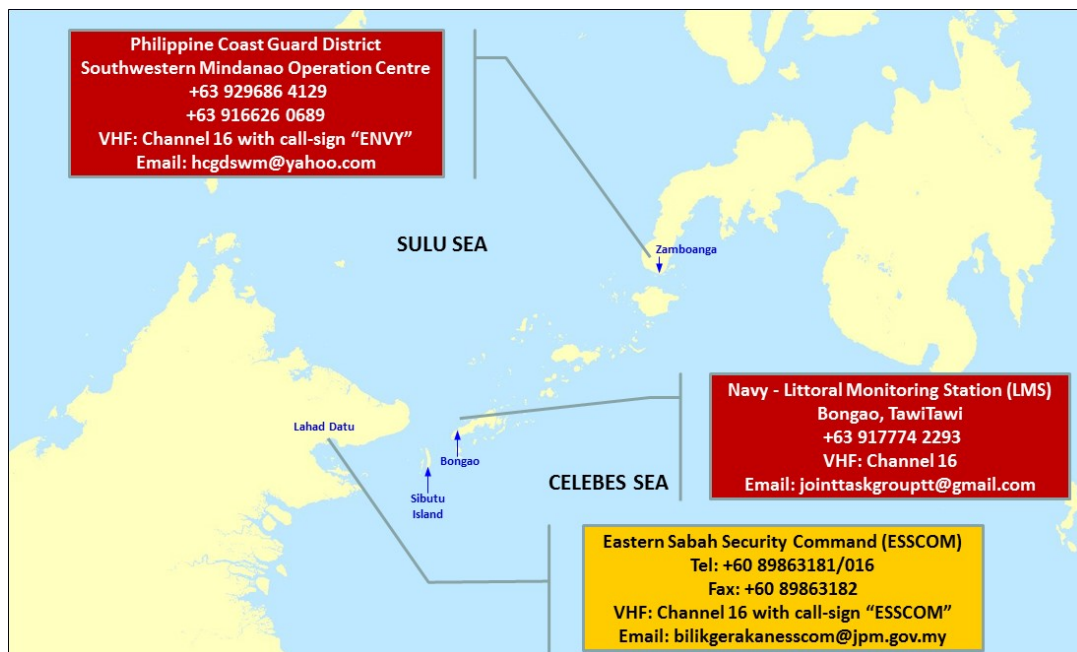 Philippine Coast Guard District
Southwestern Mindanao Operation Centre
+63 929686 4129
+63 916626 0689
VHF: Channel 16 with call-sign “ENVY”
Email: hcgdswm@yahoo.com
SULU SEA
Zamboanga
Navy - Littoral Monitoring Station (LMS)
Bongao, TawiTawi
+63 917774 2293
VHF: Channel 16
Email: jointtaskgrouptt@gmail.com
Lahad Datu
Bongao
Sibutu
Island
CELEBES SEA
Eastern Sabah Security Command (ESSCOM)
Tel: +60 89863181/016
Fax: +60 89863182
VHF: Channel 16 with call-sign “ESSCOM”
Email: bilikgerakanesscom@jpm.gov.my